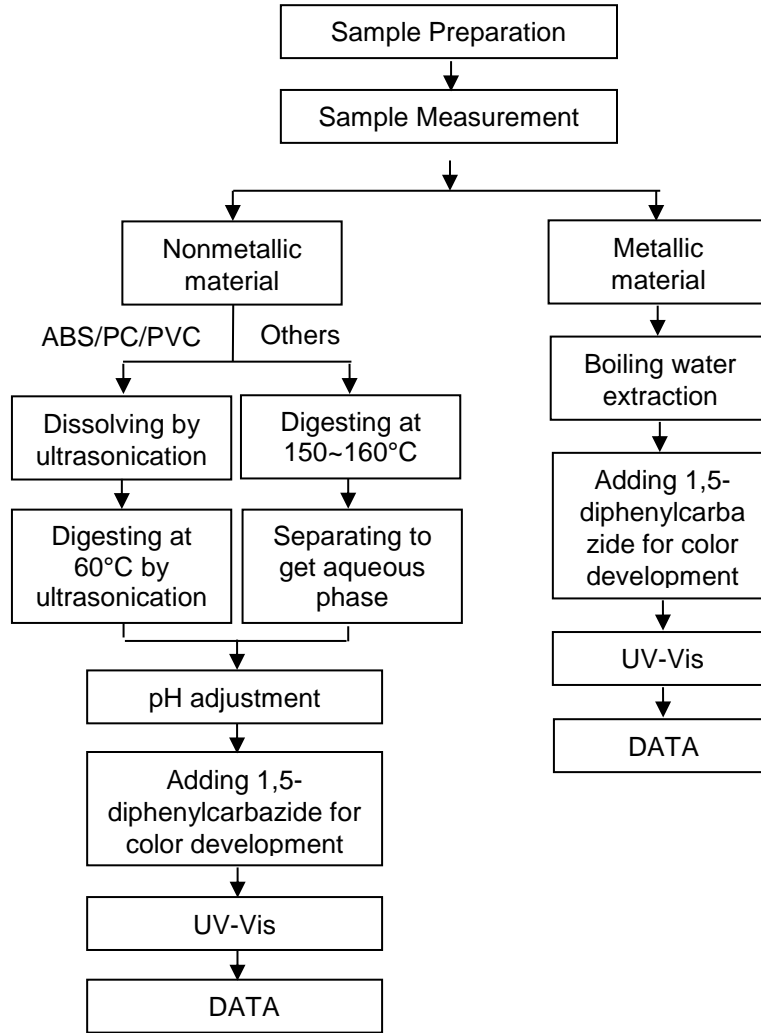 Sample Preparation
Sample Measurement
Nonmetallic
material
Metallic
material
ABS/PC/PVC
Others
Boiling water
extraction
Dissolving by
ultrasonication
Digesting at
150~160°C
Adding 1,5-
diphenylcarba
zide for color
development
Digesting at
60°C by
ultrasonication
Separating to
get aqueous
phase
UV-Vis
pH adjustment
DATA
Adding 1,5-
diphenylcarbazide for
color development
UV-Vis
DATA